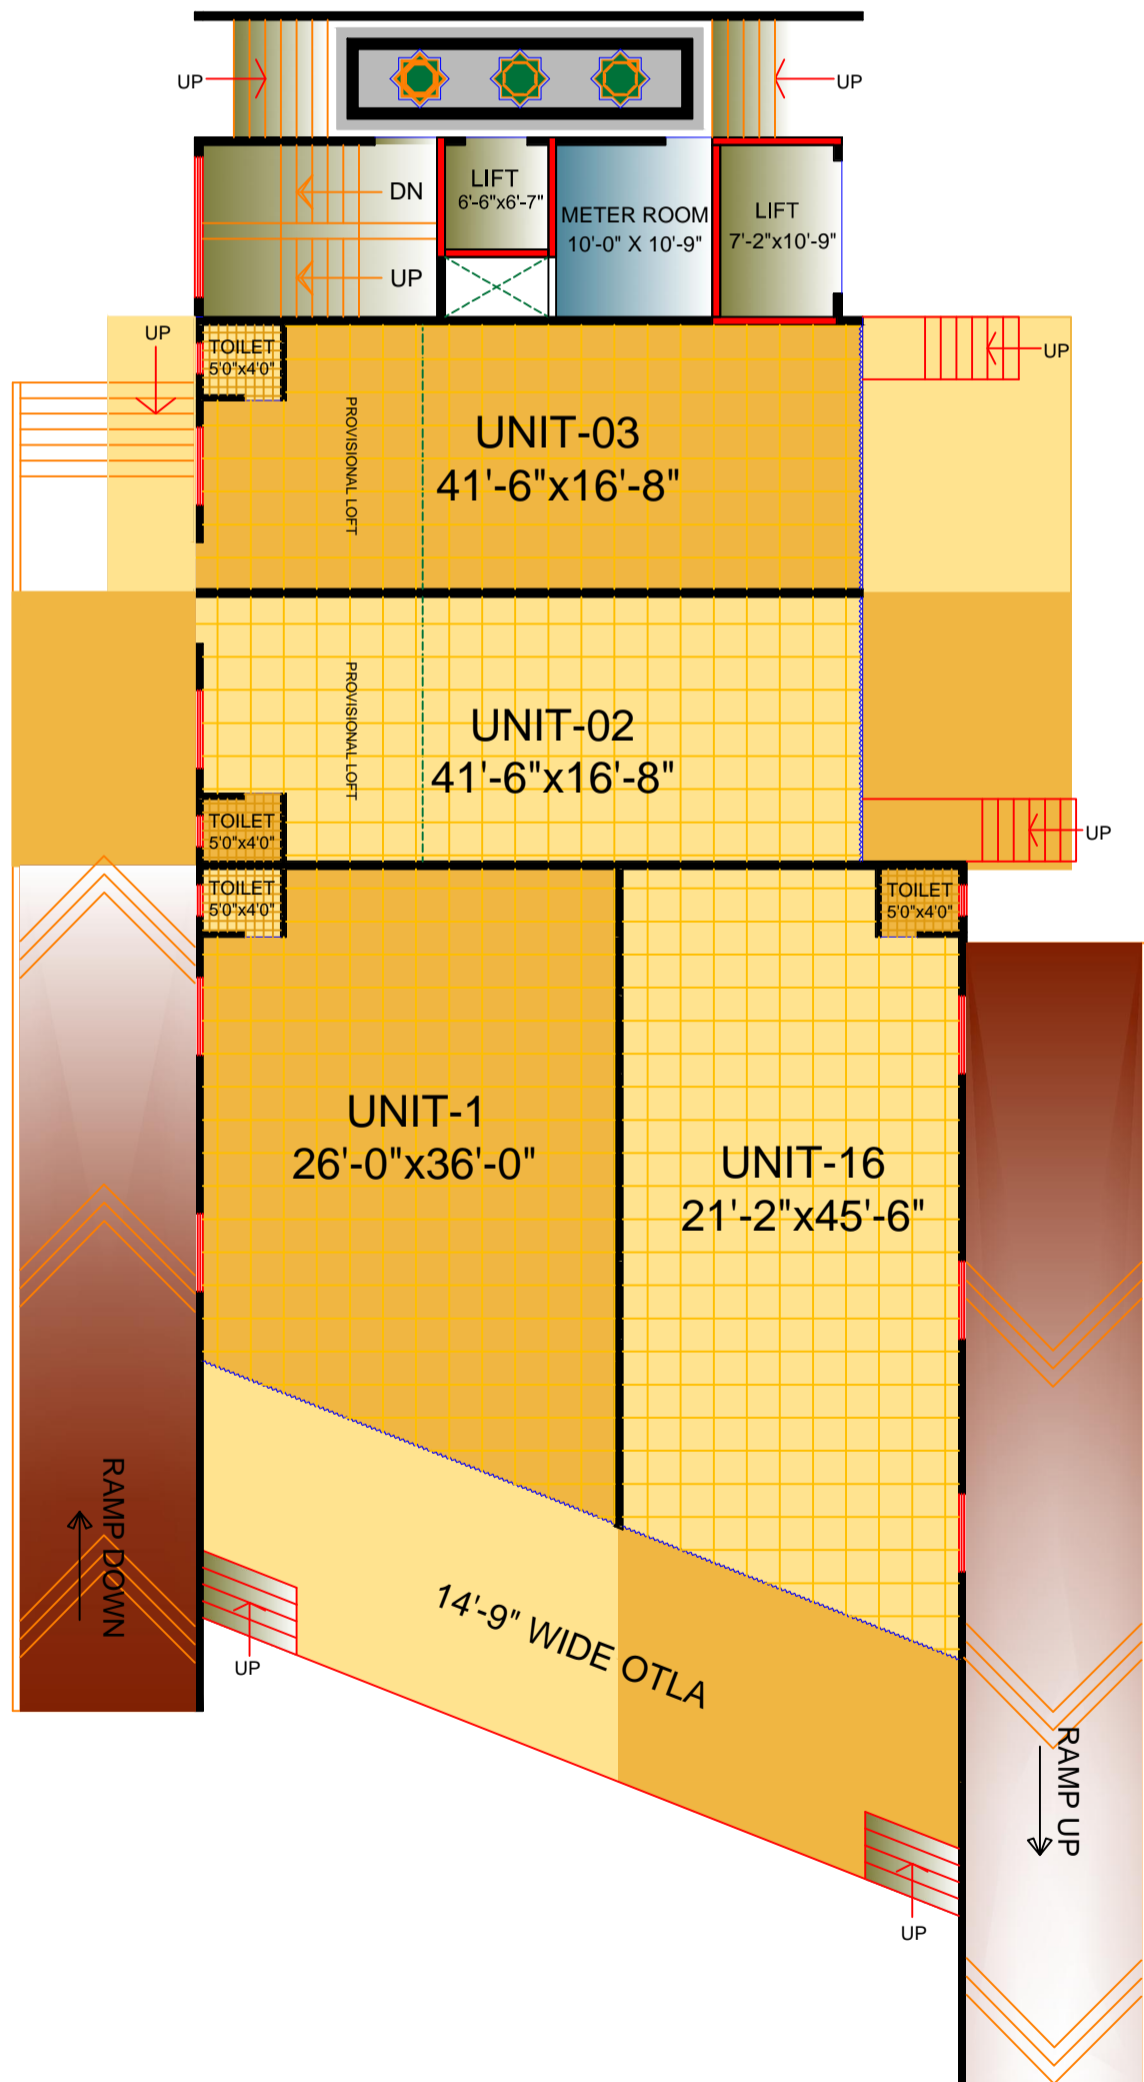 UP
UP
DN
UP
LIFT
6'-6"x6'-7"
METER ROOM
10'-0" X 10'-9"
LIFT
7'-2"x10'-9"
UP
TOILET
5'0"x4'0"
PROVISIONAL LOFT
UNIT-03
41'-6"x16'-8"
UP
PROVISIONAL LOFT
UNIT-02
41'-6"x16'-8"
TOILET
5'0"x4'0"
UP
TOILET
5'0"x4'0"
TOILET
5'0"x4'0"
UNIT-1
26'-0"x36'-0"
UNIT-16
21'-2"x45'-6"
RAMP DOWN
UP
14'-9" WIDE OTLA
RAMP UP
UP